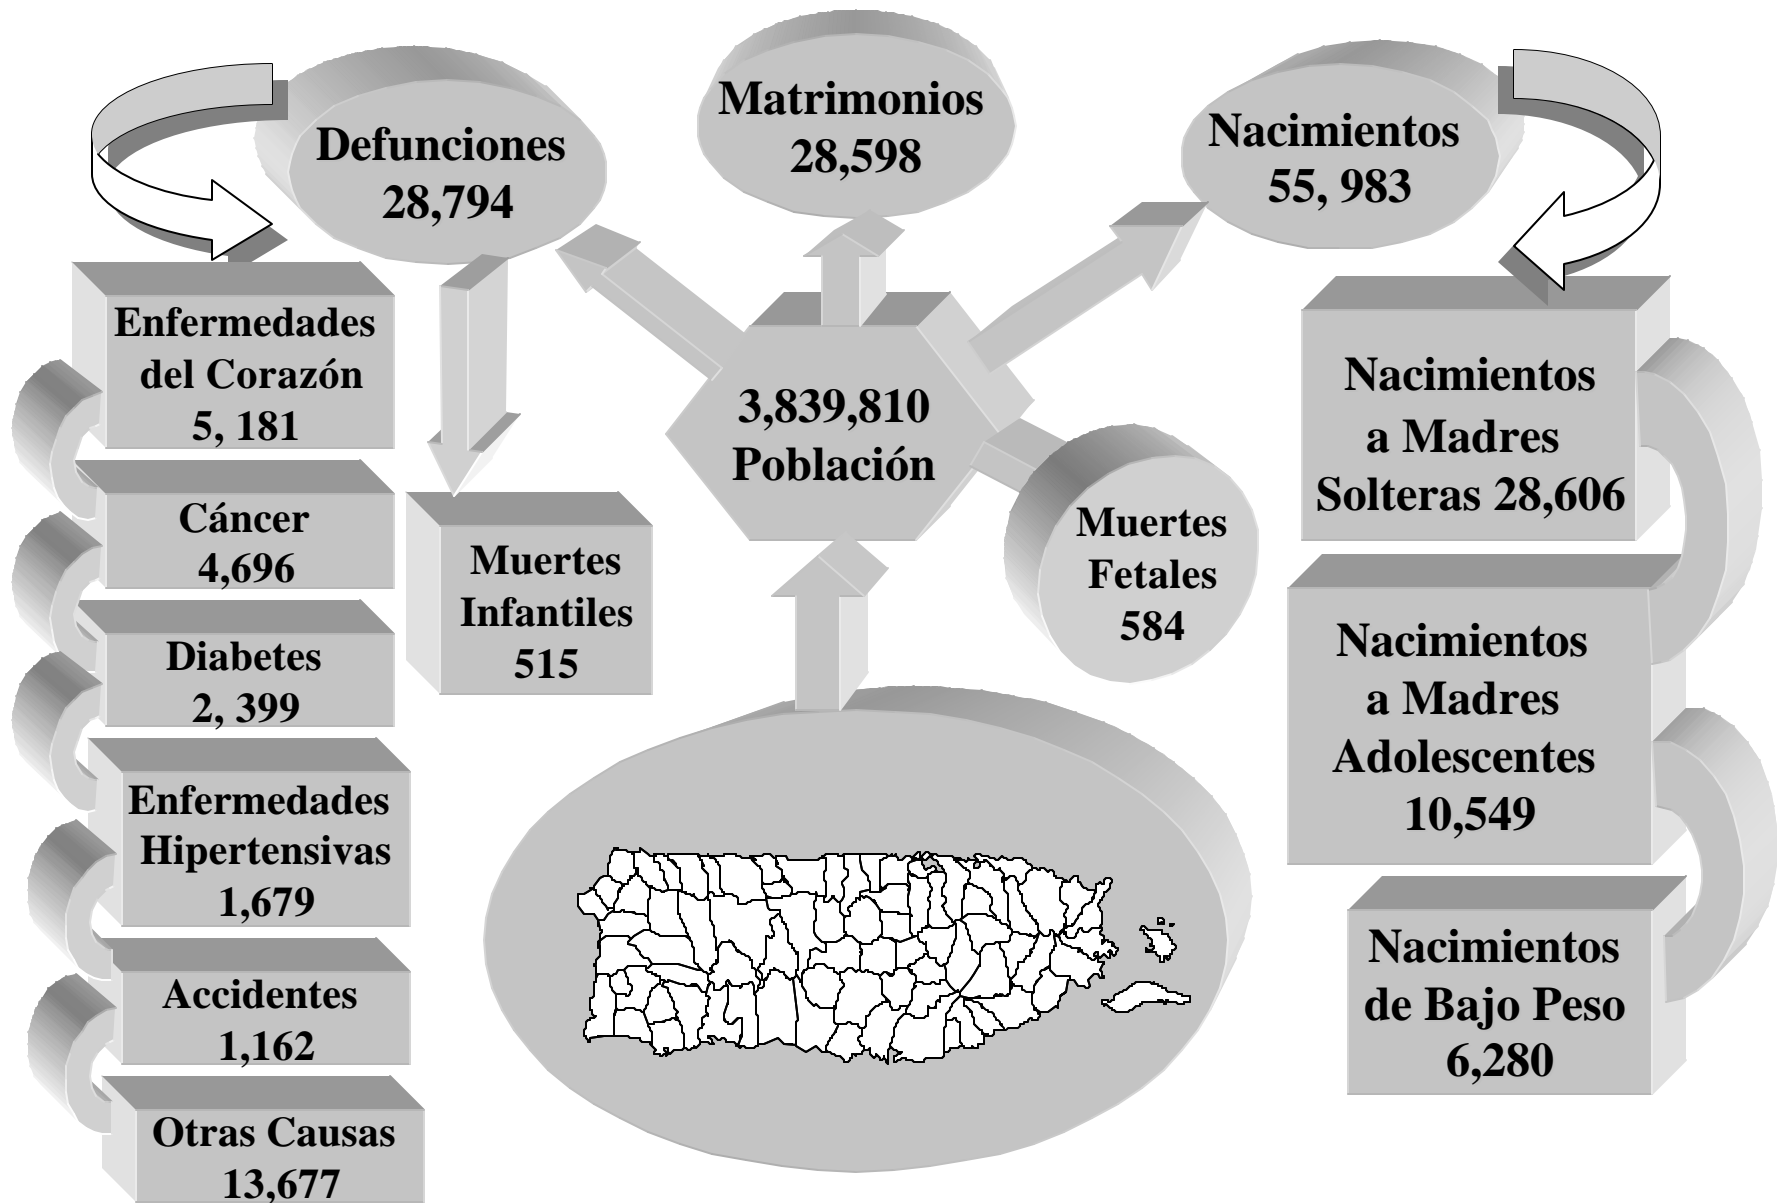 Defunciones
28,794
Matrimonios
28,598
Nacimientos
55, 983
Enfermedades
del Corazón
5, 181
Cáncer
4,696
Diabetes
2, 399
Enfermedades
Hipertensivas
1,679
Accidentes
1,162
Otras Causas
13,677
Muertes
Infantiles
515
3,839,810
Población
Muertes
Fetales
584
Nacimientos
a Madres
Solteras 28,606
Nacimientos
a Madres
Adolescentes
10,549
Nacimientos
de Bajo Peso
6,280